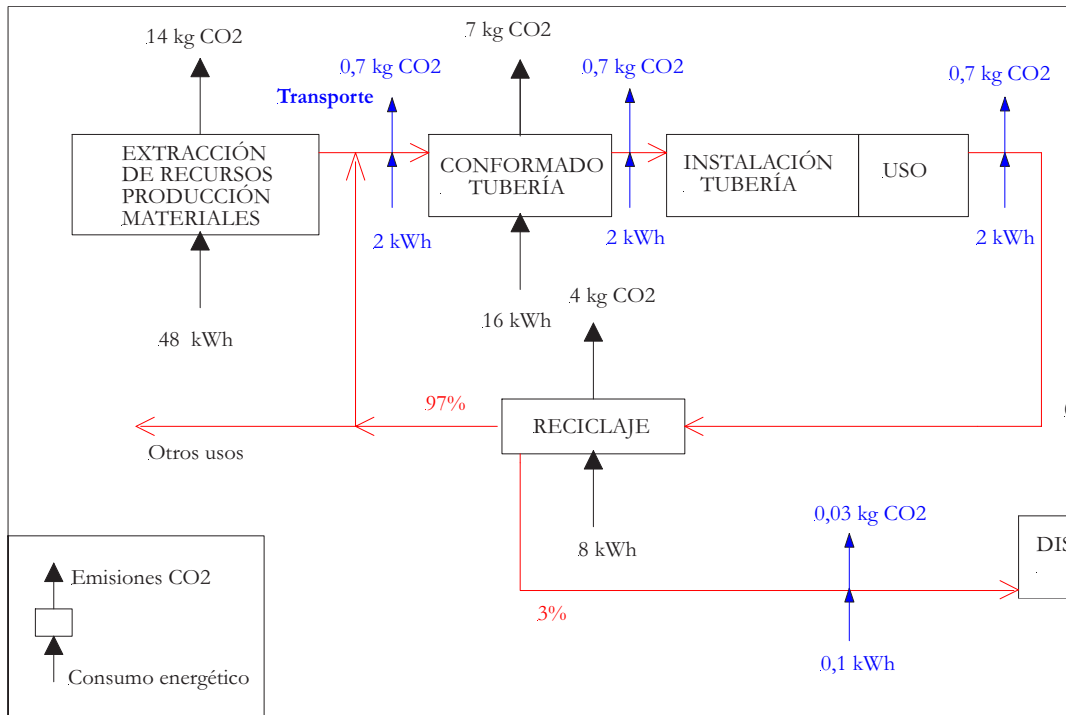 14 kg CO2
7 kg CO2
0,7 kg CO2
0,7 kg CO2
0,7 kg CO2
Transporte
EXTRACCIÓN
DE RECURSOS
PRODUCCIÓN
MATERIALES
CONFORMADO
TUBERÍA
INSTALACIÓN
TUBERÍA
USO
2 kWh
2 kWh
2 kWh
48 kWh
16 kWh
4 kg CO2
97%
RECICLAJE
Otros usos
8 kWh
0,03 kg CO2
DIS
3%
0,1 kWh
Emisiones CO2
Consumo energético